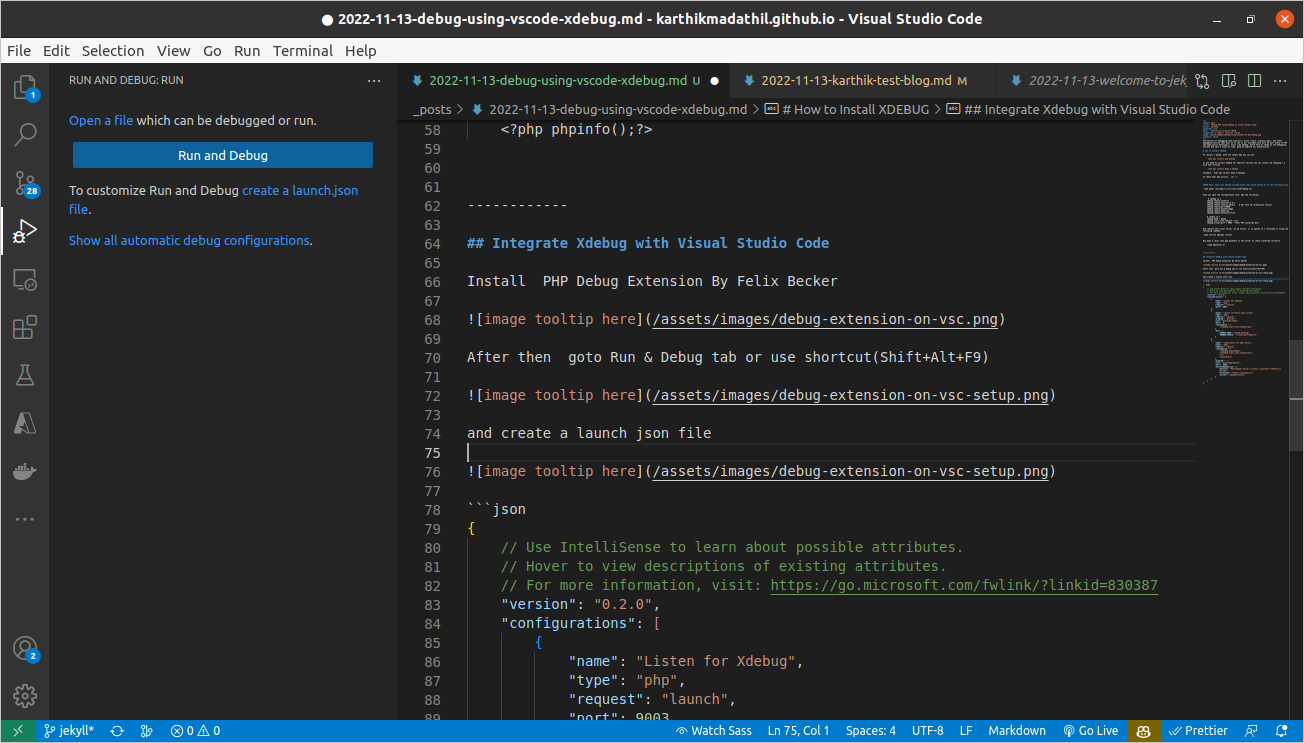 ● 2022-11-13-debug-using-vscode-xdebug.md - karthikmadathil.github.io - Visual Studio Code
File Edit Selection View Go Run Terminal Help
RUN AND DEBUG: RUN
Open a file which can be debugged or run.
Run and Debug
To customize Run and Debug create a launch.json
file.
Show all automatic debug configurations.
1
28
2
2022-11-13-debug-using-vscode-xdebug.md U ●
2022-11-13-karthik-test-blog.md M
2022-11-13-welcome-to-jek
_posts > 2022-11-13-debug-using-vscode-xdebug.md > # How to Install XDEBUG > ## Integrate Xdebug with Visual Studio Code
58 <?php phpinfo();?>
59
60
61
62 ------------
63
64 ## Integrate Xdebug with Visual Studio Code
65
66 Install  PHP Debug Extension By Felix Becker
67
68 ![image tooltip here](/assets/images/debug-extension-on-vsc.png)
69
70 After then  goto Run & Debug tab or use shortcut(Shift+Alt+F9)
71
72 ![image tooltip here](/assets/images/debug-extension-on-vsc-setup.png)
73
74 and create a launch json file
75
76 ![image tooltip here](/assets/images/debug-extension-on-vsc-setup.png)
77
78 ```json
79 {
80     // Use IntelliSense to learn about possible attributes.
81     // Hover to view descriptions of existing attributes.
82     // For more information, visit: https://go.microsoft.com/fwlink/?linkid=830387
83     "version": "0.2.0",
84     "configurations": [
85         {
86             "name": "Listen for Xdebug",
87             "type": "php",
88             "request": "launch",
89             "port": 9003
jekyll* 0 0 Watch Sass Ln 75, Col 1 Spaces: 4 UTF-8 LF Markdown Go Live Prettier